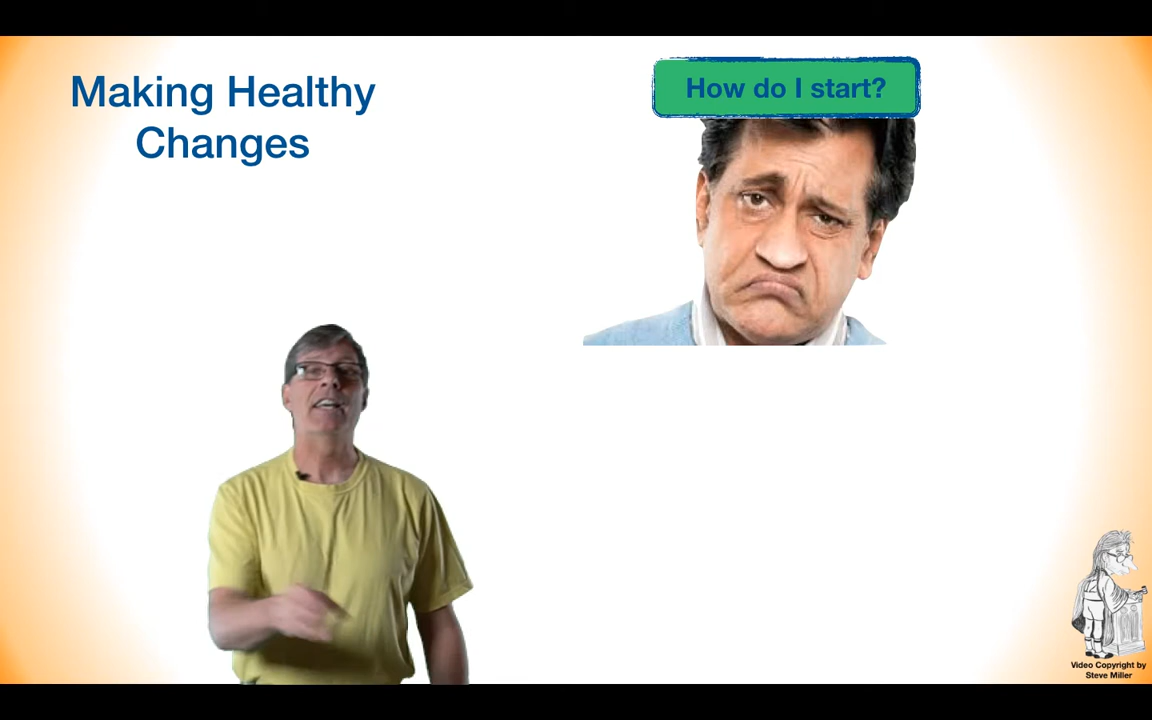 Making Healthy
Changes
How do I start?
Video Copyright by
Steve Miller